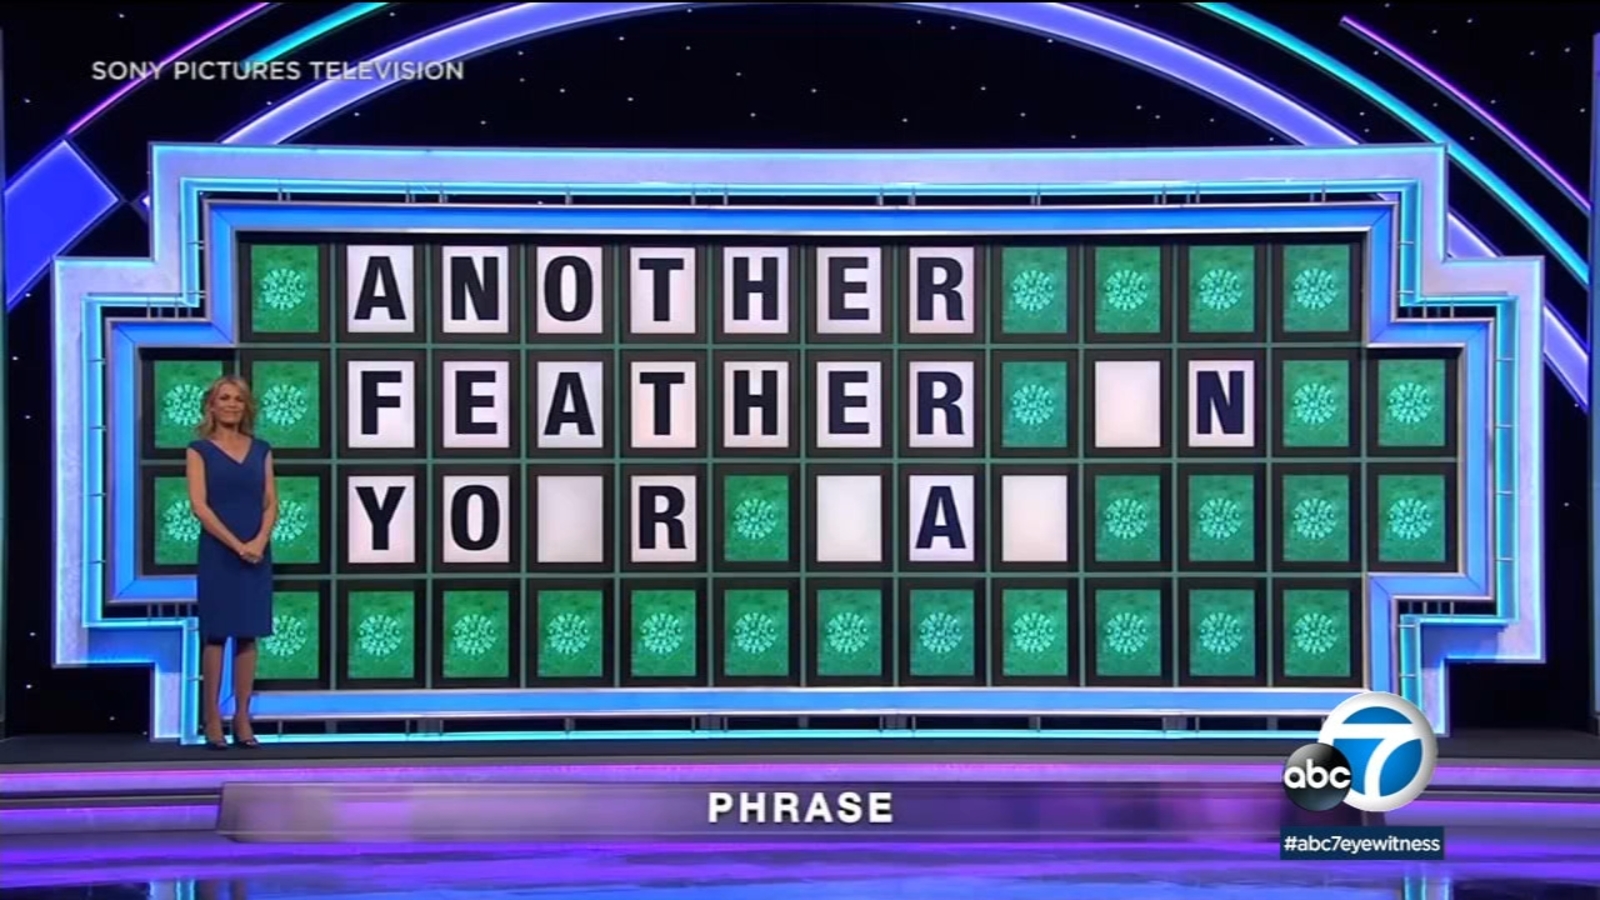 SONY PICTURES TELEVISION
ANOTHER
FEATHER N
YO R A
PHRASE
abc 7
#abc7eyewitness